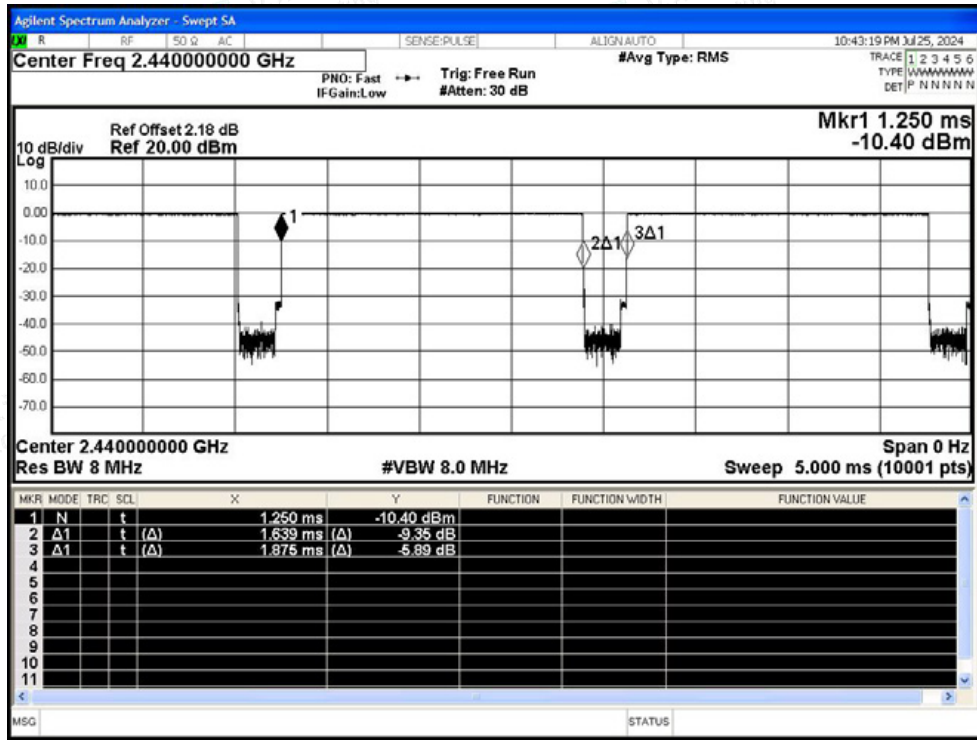 Agilent Spectrum Analyzer - Swept SA
R RF 50 Ω AC SENSE:PULSE ALIGN AUTO 10:43:19 PM Jul 25, 2024
Center Freq 2.440000000 GHz
#Avg Type: RMS
TRACE 1 2 3 4 5 6
PNO: Fast Trig: Free Run
TYPE WWWWWW
IFGain:Low #Atten: 30 dB
DET P N N N N N
Mkr1 1.250 ms
Ref Offset 2.18 dB
10 dB/div Ref 20.00 dBm -10.40 dBm
Log
10.0
0.00
1
-10.0
2Δ1 3Δ1
-20.0
-30.0
-40.0
-50.0
-60.0
-70.0
Center 2.440000000 GHz Span 0 Hz
Res BW 8 MHz #VBW 8.0 MHz Sweep 5.000 ms (10001 pts)
MKR MODE TRC SCL X Y FUNCTION FUNCTION WIDTH FUNCTION VALUE
1 N t 1.250 ms -10.40 dBm
2 Δ1 t (Δ) 1.639 ms (Δ) -9.35 dB
3 Δ1 t (Δ) 1.875 ms (Δ) -5.89 dB
4
5
6
7
8
9
10
11
MSG STATUS